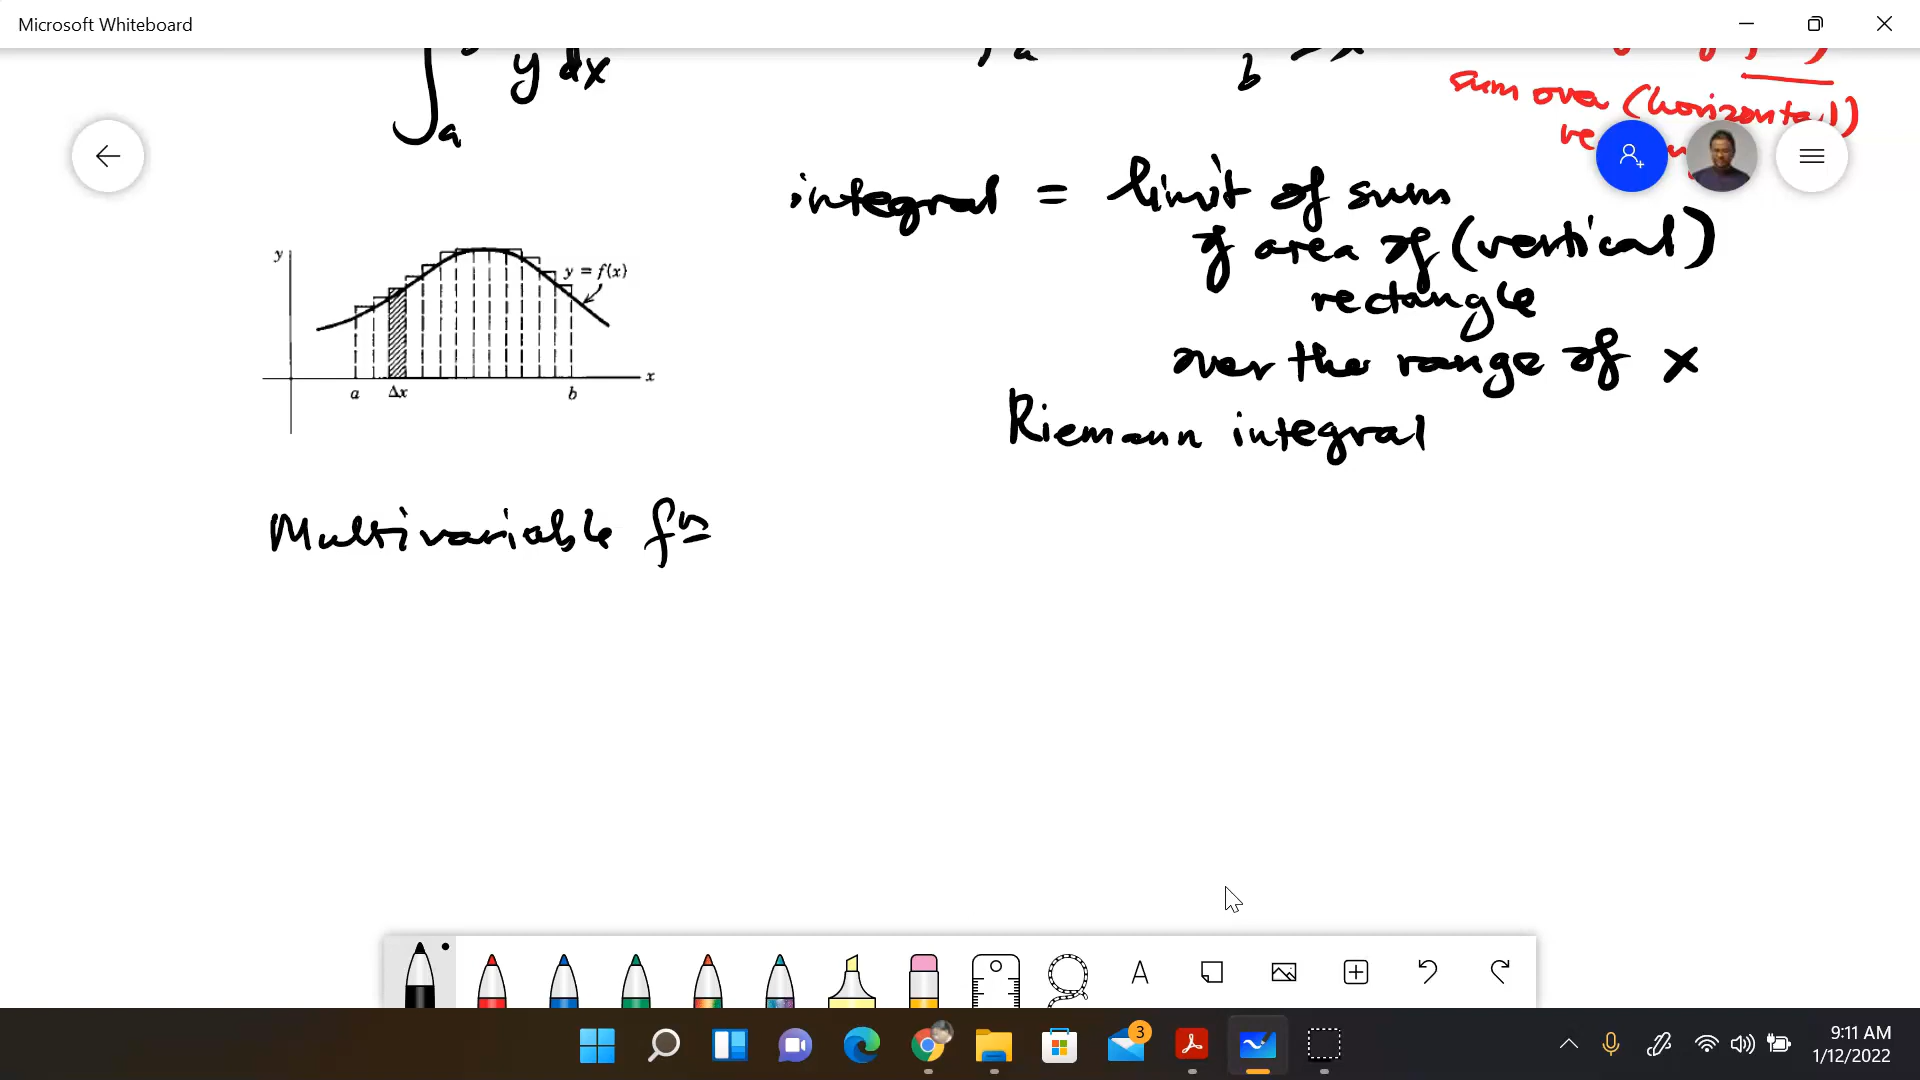 Microsoft Whiteboard
∫ₐ y dx
a
b
sum over (horizontal)
integral = limit of sum
of area of (vertical)
rectangle
over the range of x
Riemann integral
y
y = f(x)
a Δx b x
Multivariable fn
A
3
9:11 AM
1/12/2022